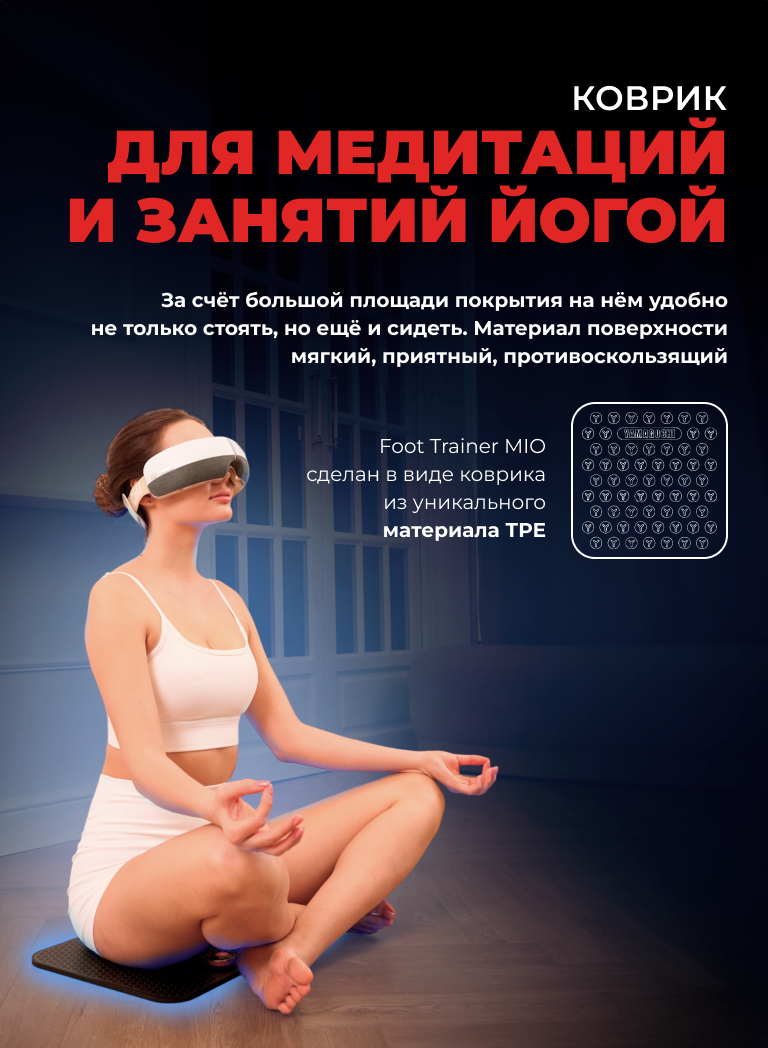 КОВРИК
ДЛЯ МЕДИТАЦИЙ
И ЗАНЯТИЙ ЙОГОЙ
За счёт большой площади покрытия на нём удобно
не только стоять, но ещё и сидеть. Материал поверхности
мягкий, приятный, противоскользящий
Foot Trainer MIO
сделан в виде коврика
из уникального
материала TPE
YAMAGUCHI